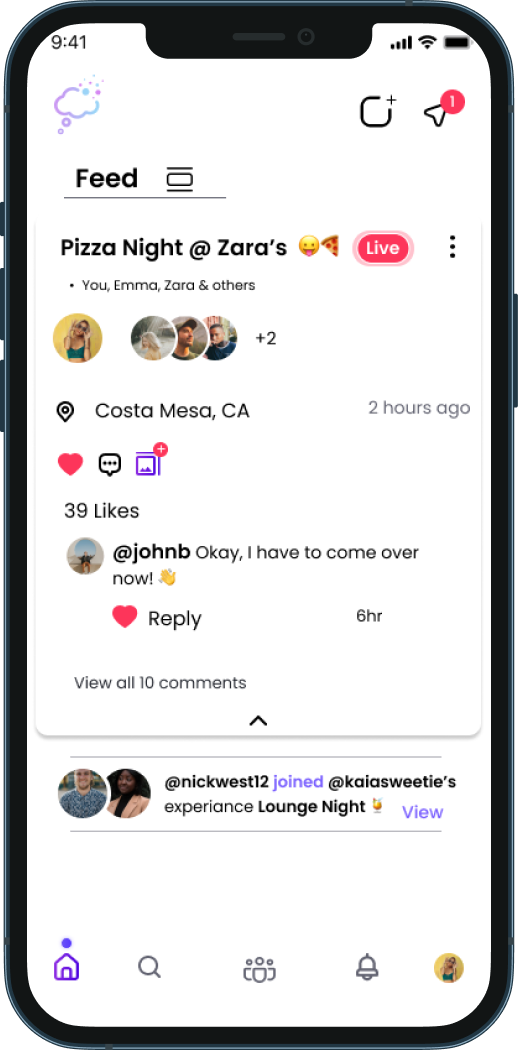 9:41
1
Feed
Pizza Night @ Zara's 😛🍕 Live
• You, Emma, Zara & others
+2
Costa Mesa, CA 2 hours ago
39 Likes
@johnb Okay, I have to come over
now! 👋
Reply 6hr
View all 10 comments
@nickwest12 joined @kaiasweetie's
experiance Lounge Night 🍹 View